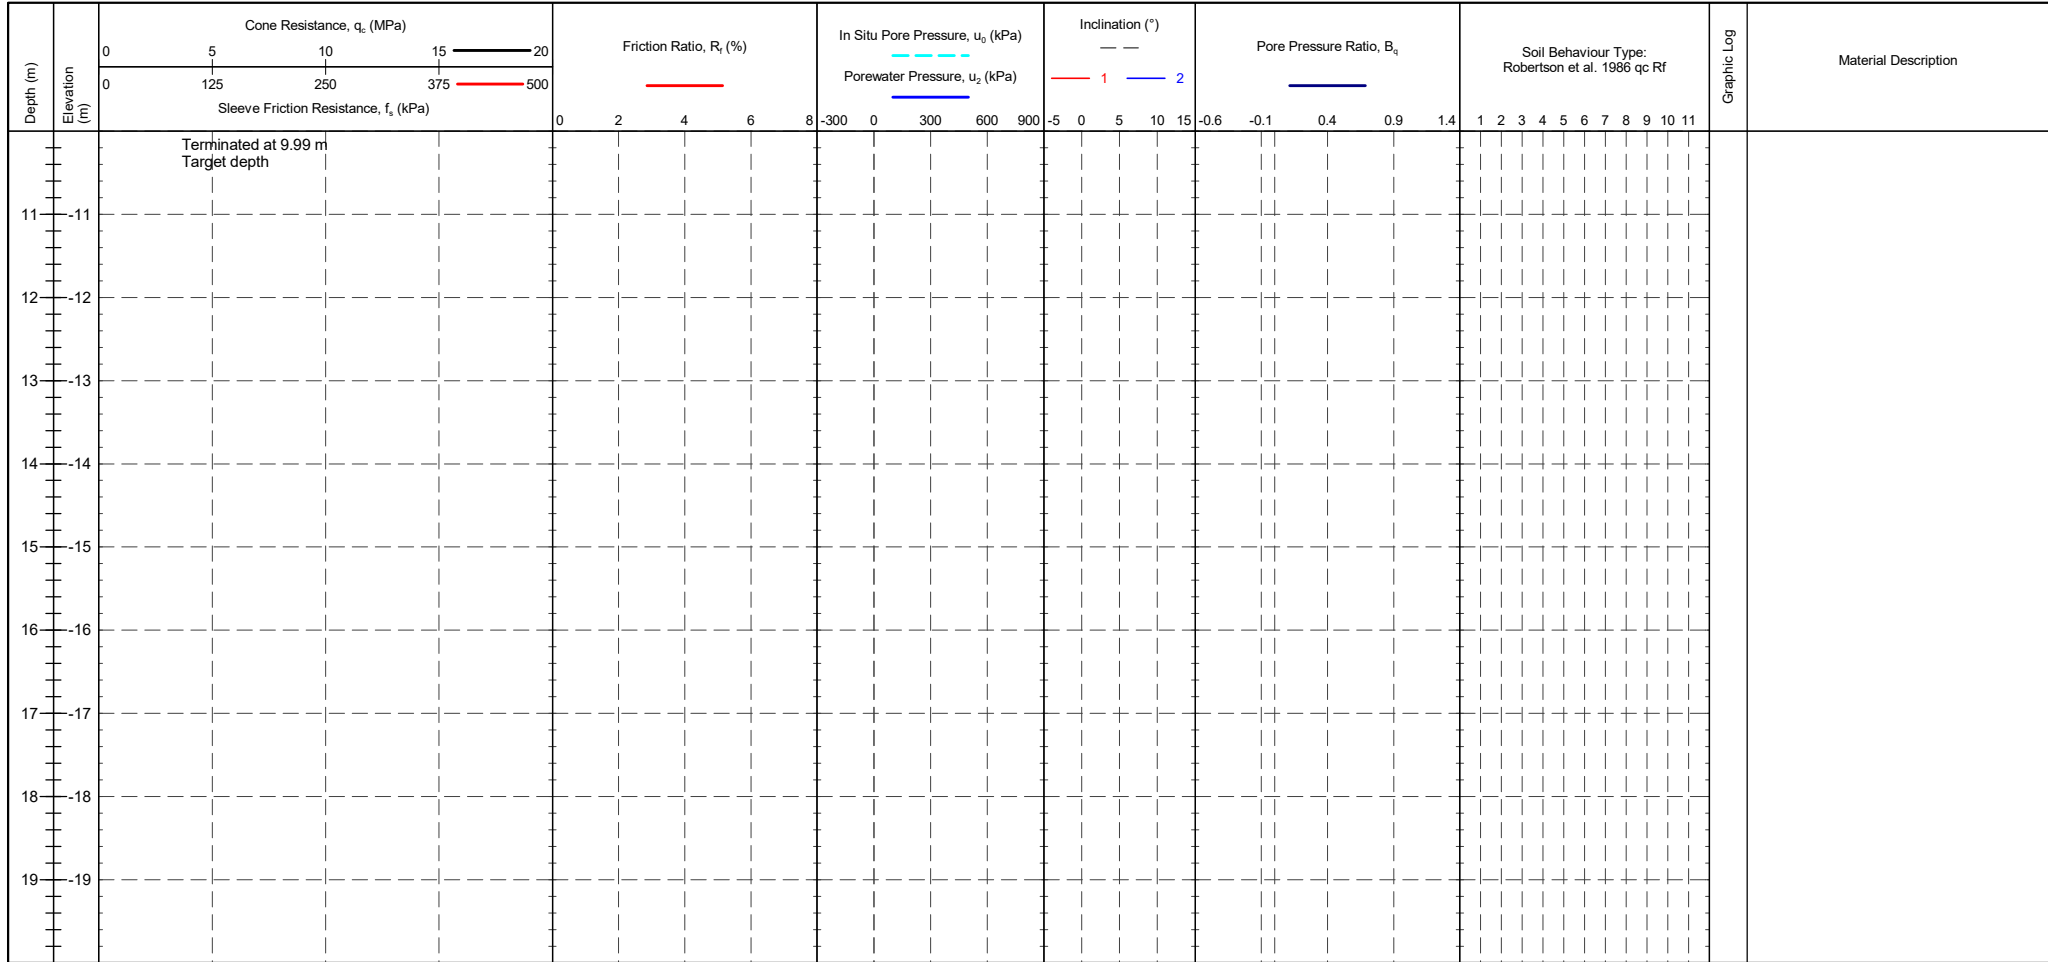 Depth (m)
Elevation
(m)
Cone Resistance, qc (MPa)
0 5 10 15 20
0 125 250 375 500
Sleeve Friction Resistance, fs (kPa)
Friction Ratio, Rf (%)
0 2 4 6 8
In Situ Pore Pressure, u0 (kPa)
Porewater Pressure, u2 (kPa)
-300 0 300 600 900
Inclination (°)
1 2
-5 0 5 10 15
Pore Pressure Ratio, Bq
-0.6 -0.1 0.4 0.9 1.4
Soil Behaviour Type:
Robertson et al. 1986 qc Rf
1 2 3 4 5 6 7 8 9 10 11
Graphic Log
Material Description
Terminated at 9.99 m
Target depth
11 -11
12 -12
13 -13
14 -14
15 -15
16 -16
17 -17
18 -18
19 -19